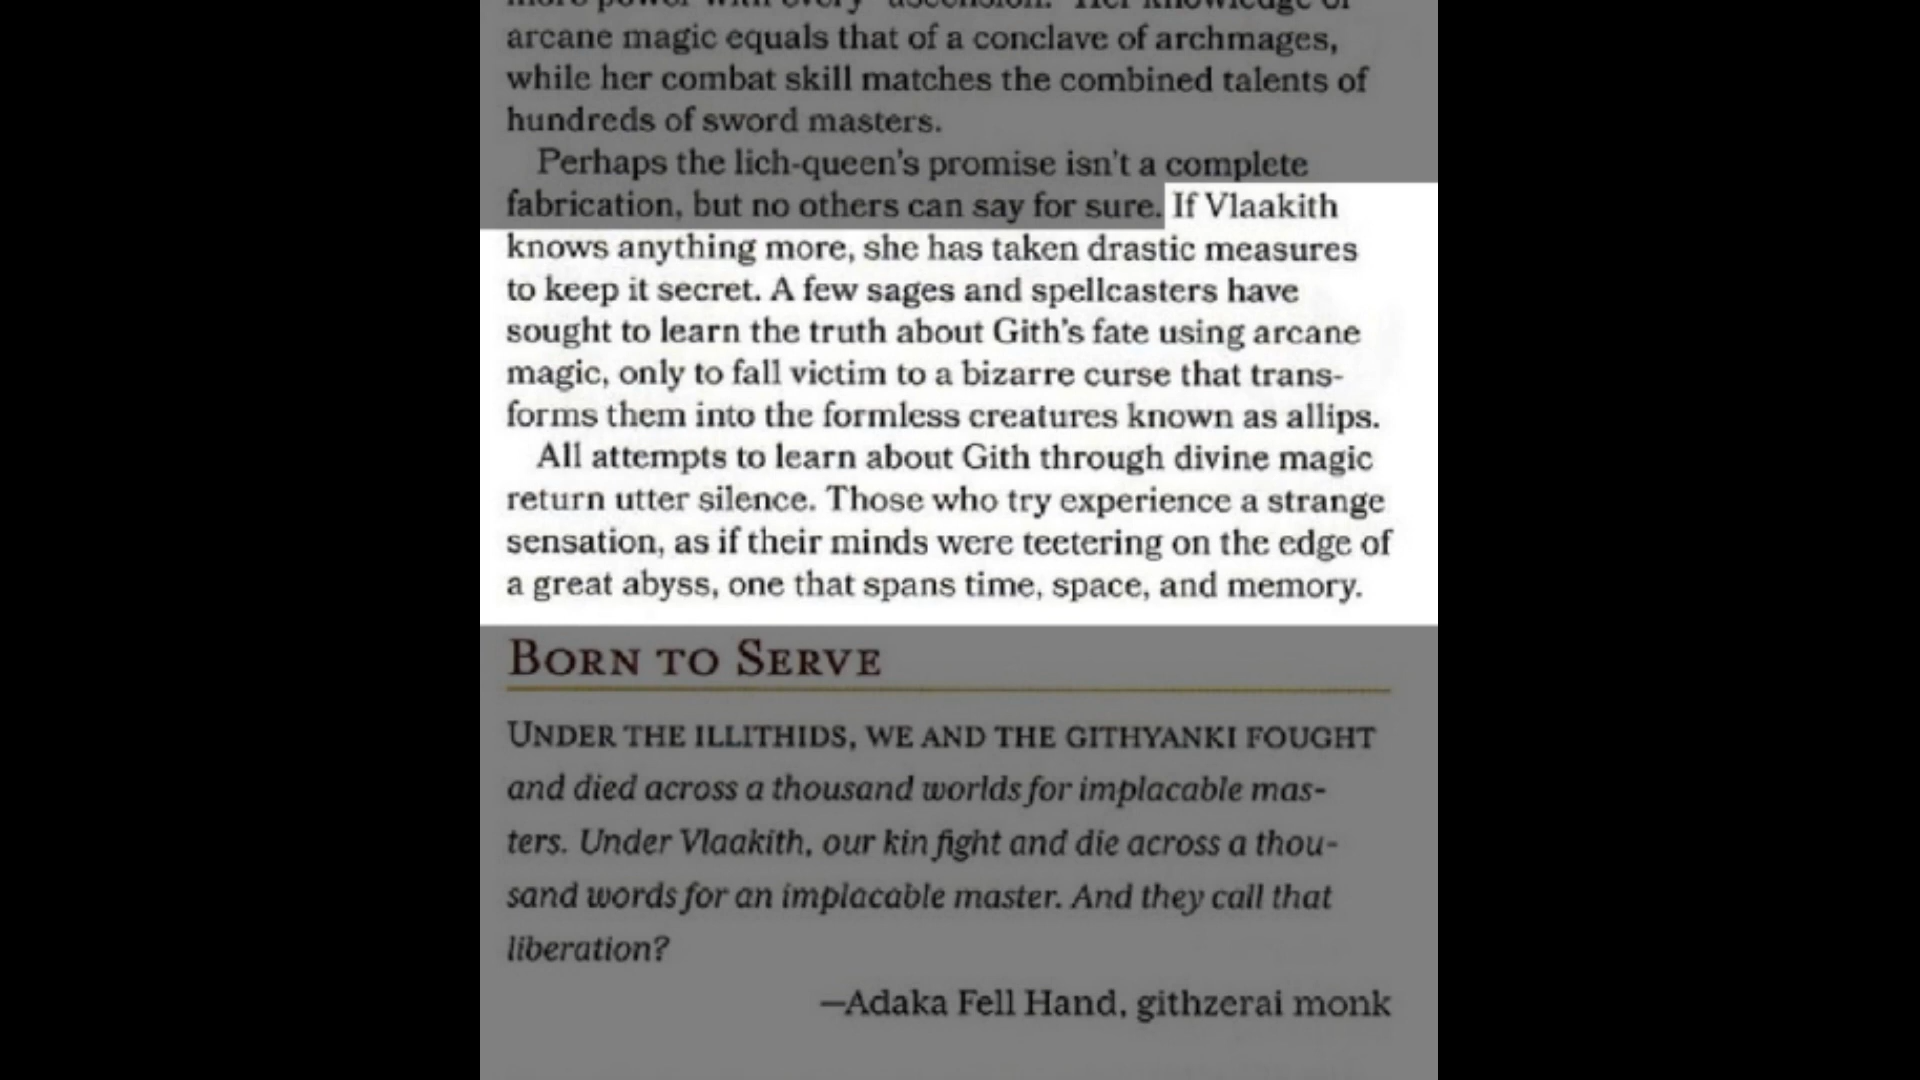 more power with every "ascension." Her knowledge of
arcane magic equals that of a conclave of archmages,
while her combat skill matches the combined talents of
hundreds of sword masters.
Perhaps the lich-queen's promise isn't a complete
fabrication, but no others can say for sure. If Vlaakith
knows anything more, she has taken drastic measures
to keep it secret. A few sages and spellcasters have
sought to learn the truth about Gith's fate using arcane
magic, only to fall victim to a bizarre curse that trans-
forms them into the formless creatures known as allips.
All attempts to learn about Gith through divine magic
return utter silence. Those who try experience a strange
sensation, as if their minds were teetering on the edge of
a great abyss, one that spans time, space, and memory.
BORN TO SERVE
UNDER THE ILLITHIDS, WE AND THE GITHYANKI FOUGHT
and died across a thousand worlds for implacable mas-
ters. Under Vlaakith, our kin fight and die across a thou-
sand words for an implacable master. And they call that
liberation?
—Adaka Fell Hand, githzerai monk